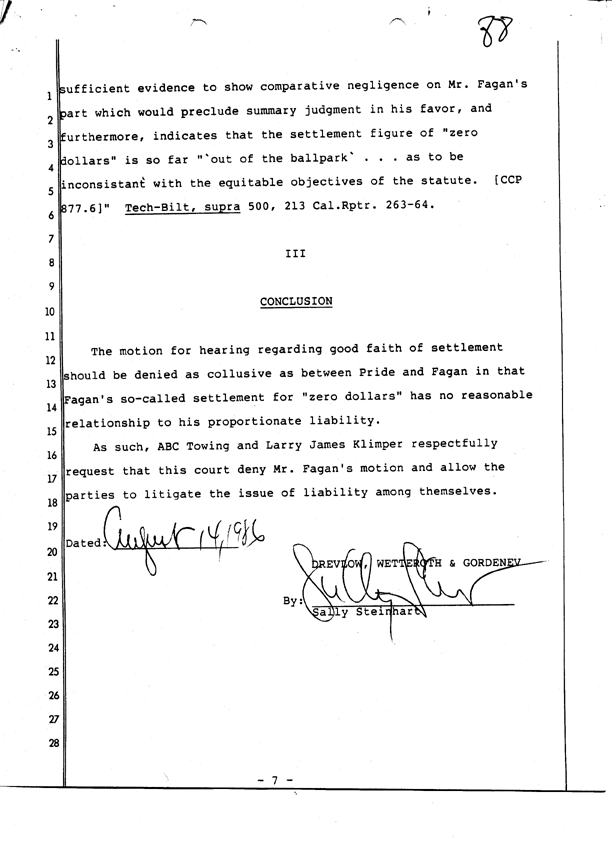 88
1 sufficient evidence to show comparative negligence on Mr. Fagan's
2 part which would preclude summary judgment in his favor, and
3 furthermore, indicates that the settlement figure of "zero
4 dollars" is so far "`out of the ballpark` . . . as to be
5 inconsistant with the equitable objectives of the statute. [CCP
6 877.6]" Tech-Bilt, supra 500, 213 Cal.Rptr. 263-64.
7
8 III
9
10 CONCLUSION
11
12 The motion for hearing regarding good faith of settlement
13 should be denied as collusive as between Pride and Fagan in that
14 Fagan's so-called settlement for "zero dollars" has no reasonable
15 relationship to his proportionate liability.
16 As such, ABC Towing and Larry James Klimper respectfully
17 request that this court deny Mr. Fagan's motion and allow the
18 parties to litigate the issue of liability among themselves.
19
20 Dated: August 14, 1986
DREVLOW, WETTEROTH & GORDENEV
21
22 By:
Sally Steinhart
23
24
25
26
27
28
- 7 -